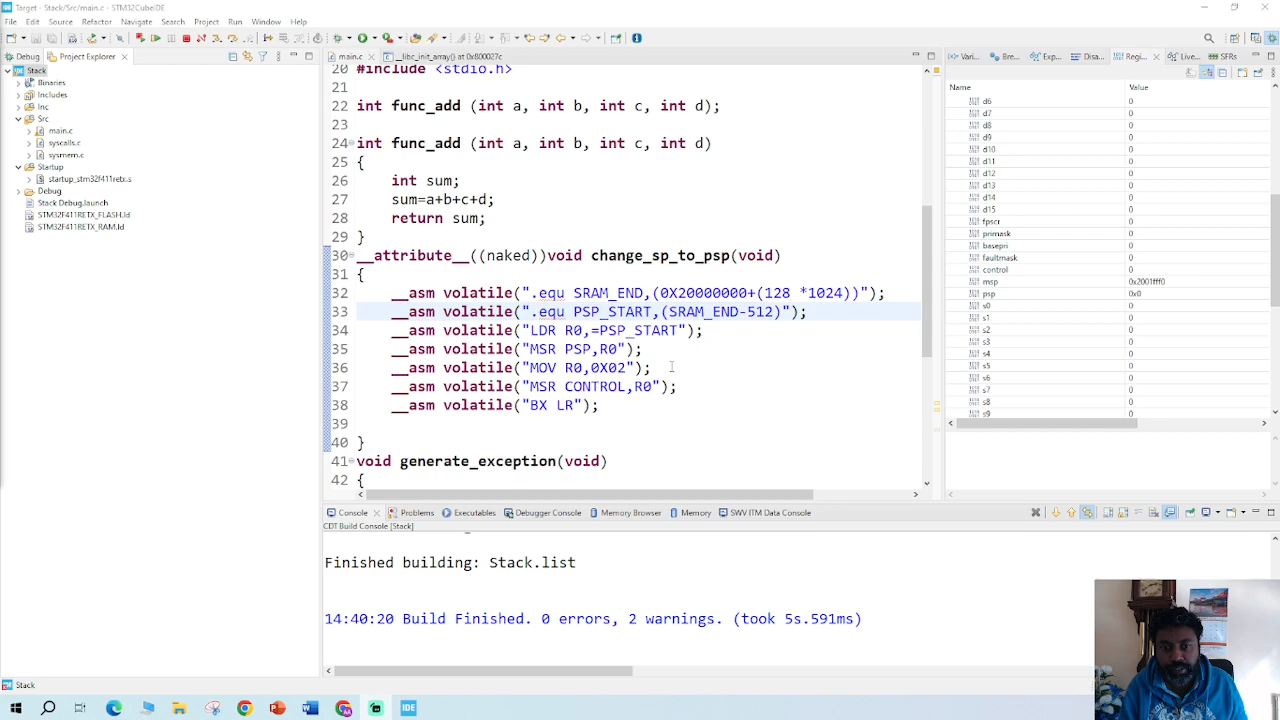 Target - Stack/Src/main.c - STM32CubeIDE
File Edit Source Refactor Navigate Search Project Run Window Help
Debug Project Explorer
Stack
Binaries
Includes
Inc
Src
main.c
syscalls.c
sysmem.c
Startup
startup_stm32f411retx.s
Debug
Stack Debug.launch
STM32F411RETX_FLASH.ld
STM32F411RETX_RAM.ld
main.c __libc_init_array() at 0x800027c
20 #include <stdio.h>
21
22 int func_add (int a, int b, int c, int d);
23
24 int func_add (int a, int b, int c, int d)
25 {
26 int sum;
27 sum=a+b+c+d;
28 return sum;
29 }
30 __attribute__((naked))void change_sp_to_psp(void)
31 {
32 __asm volatile(".equ SRAM_END,(0X20000000+(128 *1024))");
33 __asm volatile(".equ PSP_START,(SRAM_END-512)");
34 __asm volatile("LDR R0,=PSP_START");
35 __asm volatile("MSR PSP,R0");
36 __asm volatile("MOV R0,0X02");
37 __asm volatile("MSR CONTROL,R0");
38 __asm volatile("BX LR");
39
40 }
41 void generate_exception(void)
42 {
Vari... Bre... Exp... Disa... Regi... Live... SFRs
Name Value
d6 0
d7 0
d8 0
d9 0
d10 0
d11 0
d12 0
d13 0
d14 0
d15 0
fpscr 0
primask 0
basepri 0
faultmask 0
control 0
msp 0x2001fff0
psp 0x0
s0 0
s1 0
s2 0
s3 0
s4 0
s5 0
s6 0
s7 0
s8 0
s9 0
Console Problems Executables Debugger Console Memory Browser Memory SWV ITM Data Console
CDT Build Console [Stack]
Finished building: Stack.list
14:40:20 Build Finished. 0 errors, 2 warnings. (took 5s.591ms)
Stack
IDE